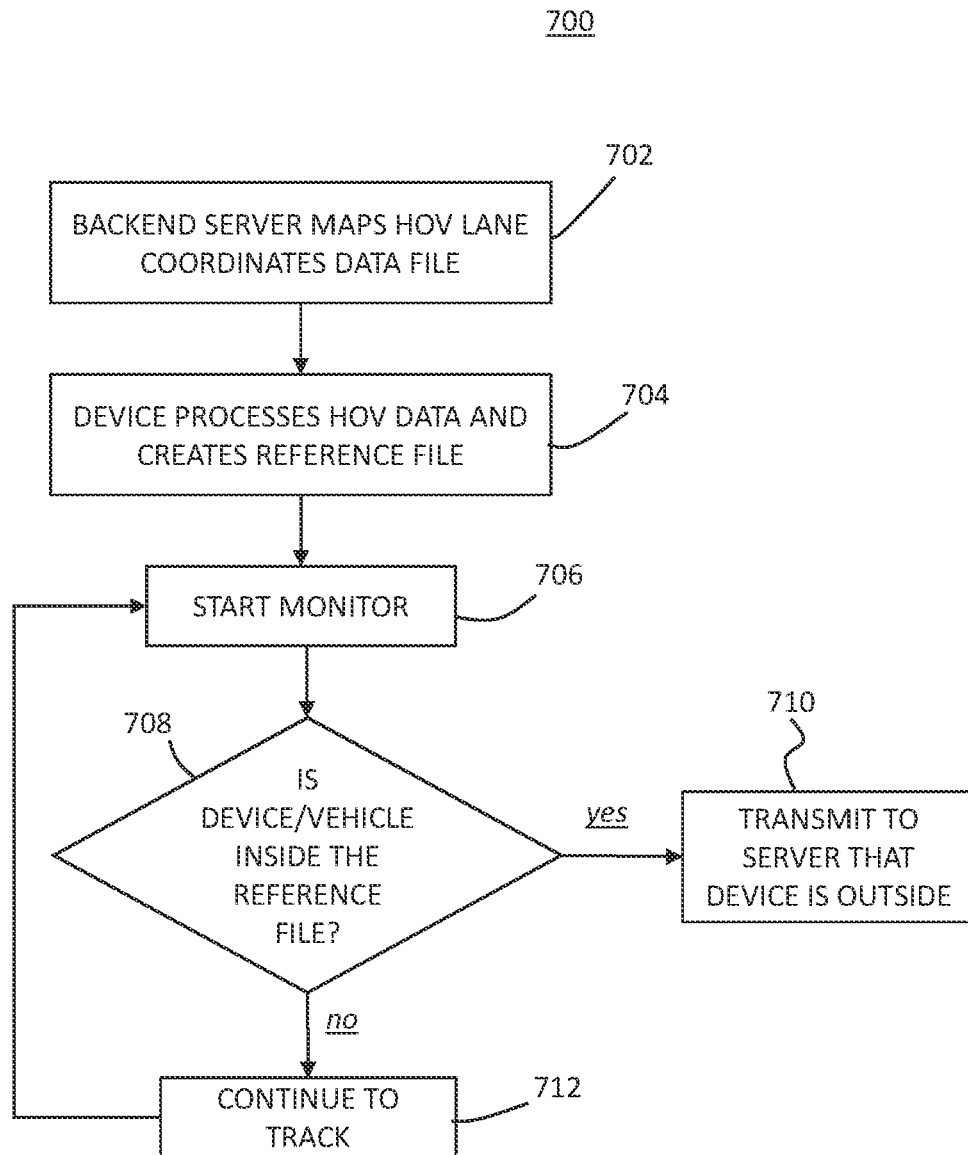 700
702
BACKEND SERVER MAPS HOV LANE
COORDINATES DATA FILE
704
DEVICE PROCESSES HOV DATA AND
CREATES REFERENCE FILE
706
START MONITOR
708
IS
DEVICE/VEHICLE
INSIDE THE
REFERENCE
FILE?
yes
710
TRANSMIT TO
SERVER THAT
DEVICE IS OUTSIDE
no
712
CONTINUE TO
TRACK